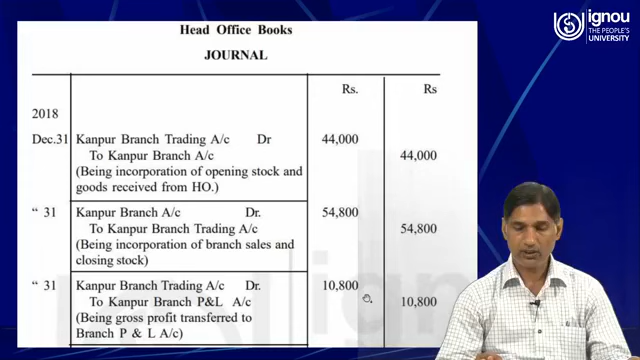 ignou
THE PEOPLE'S
UNIVERSITY
Head Office Books
JOURNAL
Rs. Rs
2018
Dec.31 Kanpur Branch Trading A/c Dr 44,000
To Kanpur Branch A/c 44,000
(Being incorporation of opening stock and
goods received from HO.)
“ 31 Kanpur Branch A/c Dr. 54,800
To Kanpur Branch Trading A/c 54,800
(Being incorporation of branch sales and
closing stock)
“ 31 Kanpur Branch Trading A/c Dr. 10,800
To Kanpur Branch P&L A/c 10,800
(Being gross profit transferred to
Branch P & L A/c)